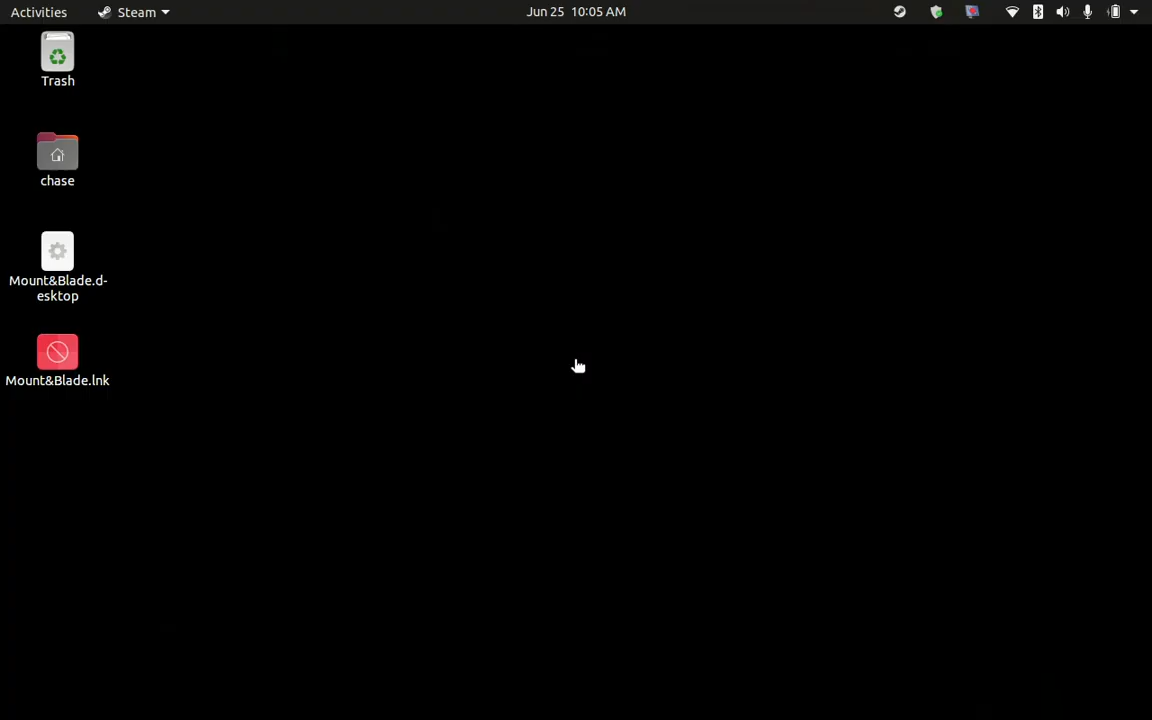 Activities
Steam
Jun 25 10:05 AM
Trash
chase
Mount&Blade.d-
esktop
Mount&Blade.lnk